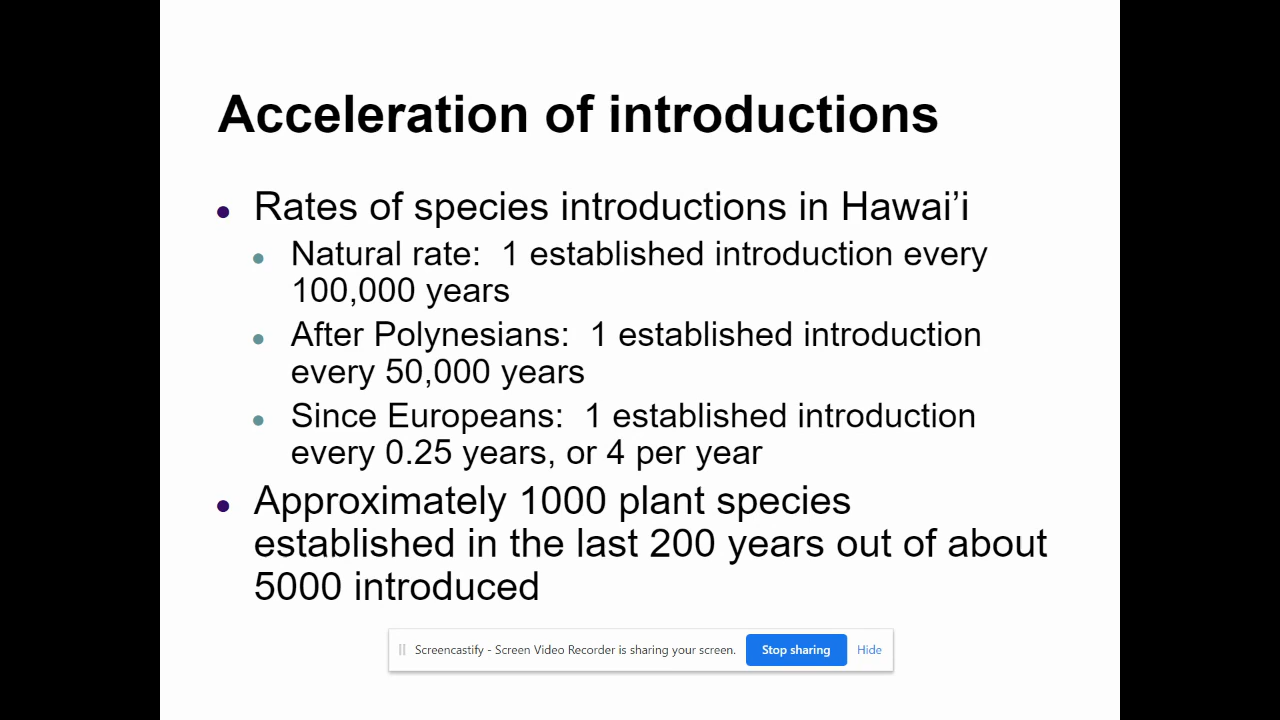 Acceleration of introductions
• Rates of species introductions in Hawai’i
• Natural rate:  1 established introduction every
100,000 years
• After Polynesians:  1 established introduction
every 50,000 years
• Since Europeans:  1 established introduction
every 0.25 years, or 4 per year
• Approximately 1000 plant species
established in the last 200 years out of about
5000 introduced
Screencastify - Screen Video Recorder is sharing your screen. Stop sharing Hide